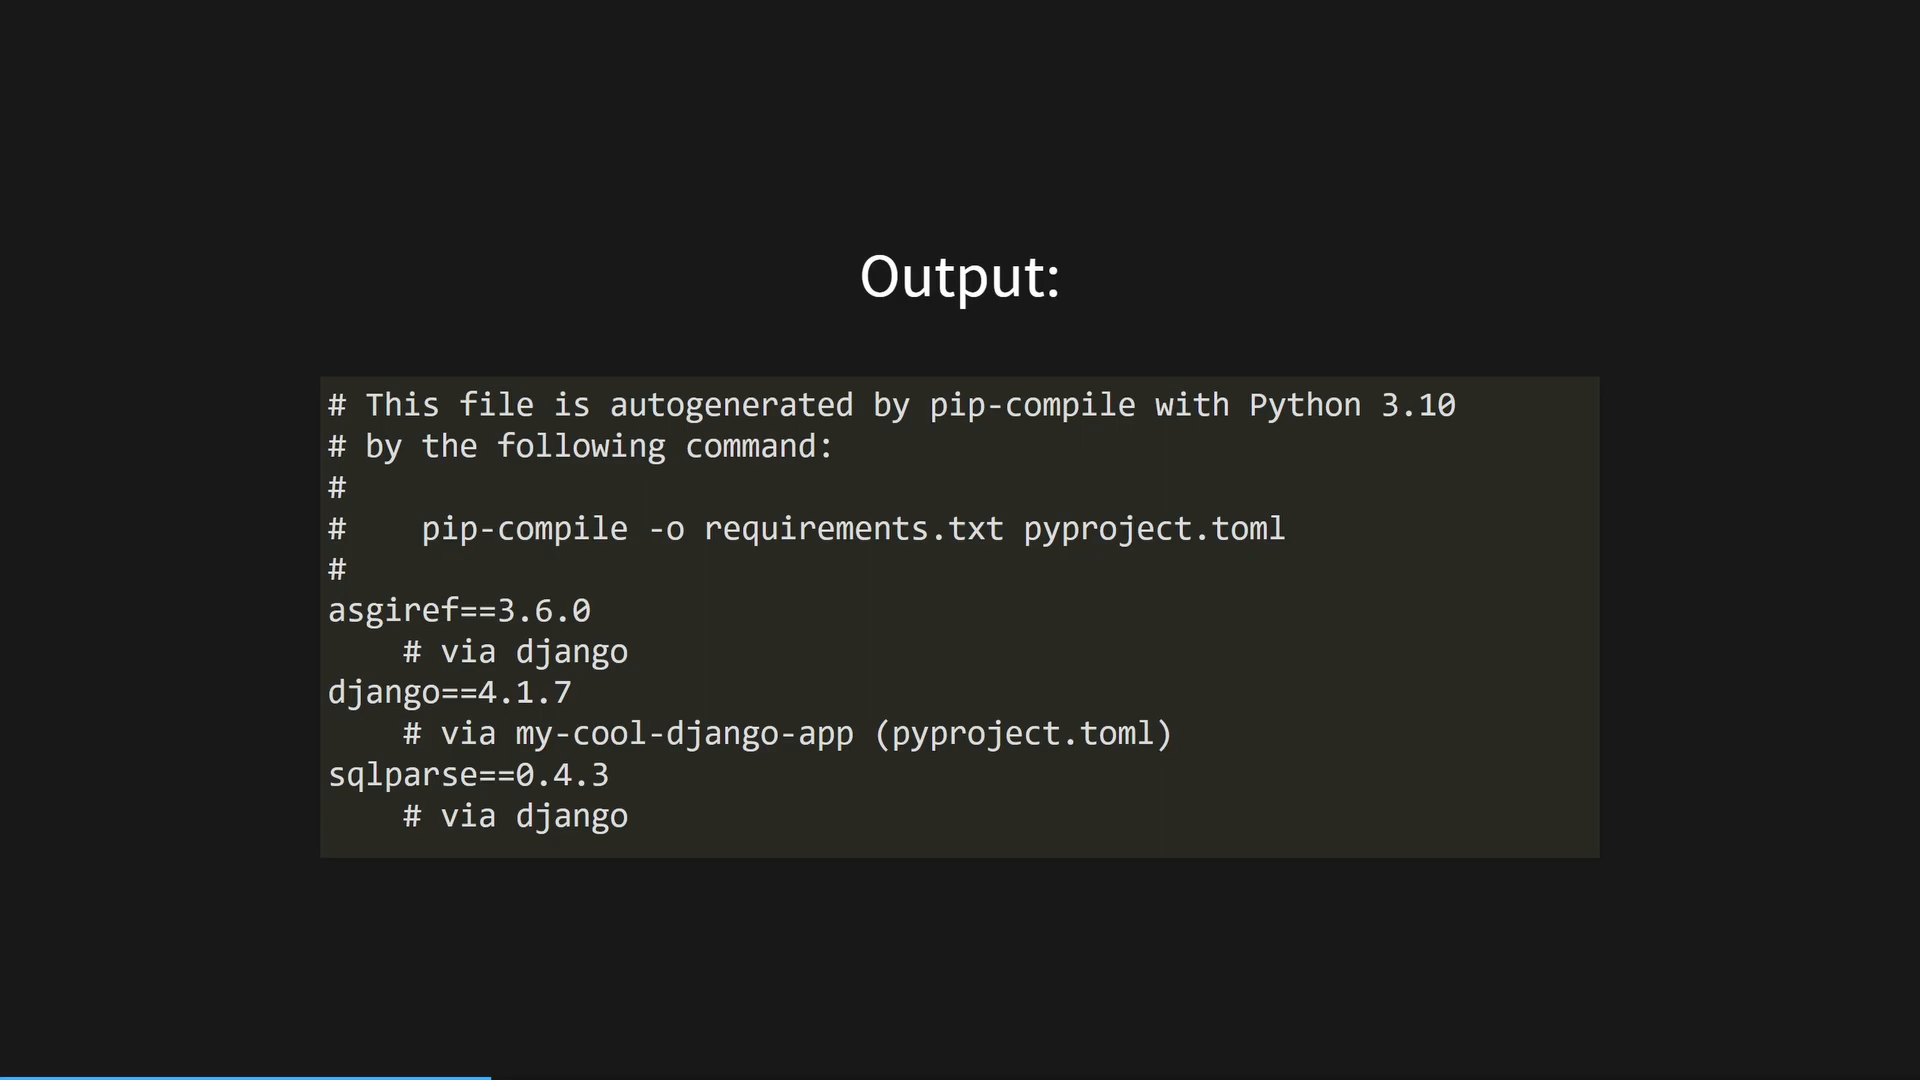 Output:
# This file is autogenerated by pip-compile with Python 3.10
# by the following command:
#
#    pip-compile -o requirements.txt pyproject.toml
#
asgiref==3.6.0
    # via django
django==4.1.7
    # via my-cool-django-app (pyproject.toml)
sqlparse==0.4.3
    # via django